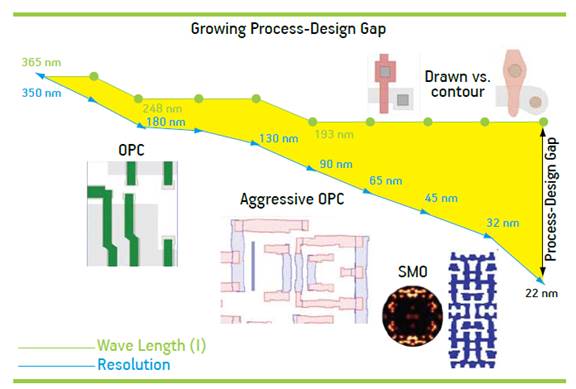 Growing Process-Design Gap
365 nm
350 nm
248 nm
180 nm
Drawn vs.
contour
193 nm
130 nm
OPC
90 nm
65 nm
Aggressive OPC
45 nm
32 nm
Process-Design Gap
SMO
22 nm
Wave Length (I)
Resolution